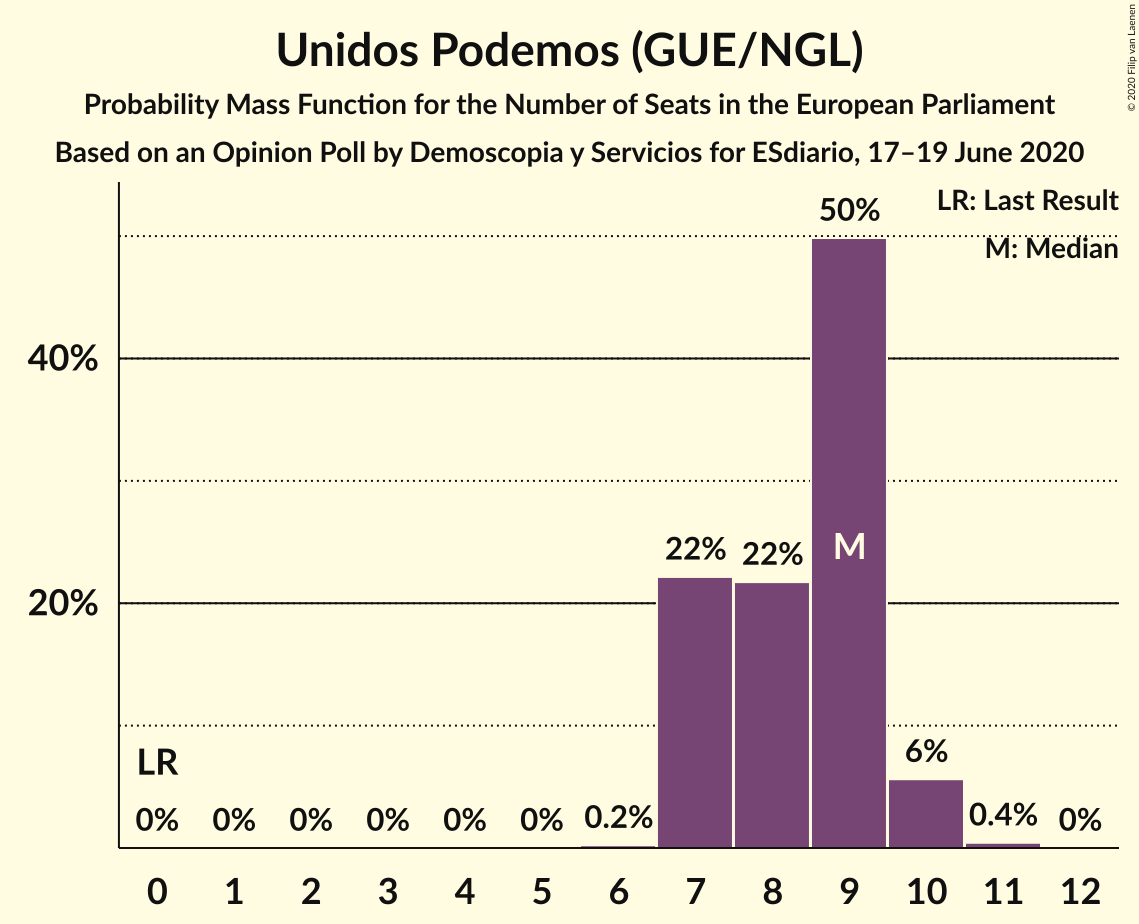 © 2020 Filip van Laenen
Unidos Podemos (GUE/NGL)
Probability Mass Function for the Number of Seats in the European Parliament
Based on an Opinion Poll by Demoscopia y Servicios for ESdiario, 17–19 June 2020
LR: Last Result
M: Median
50%
40%
22% 22% M
20%
LR 6%
0% 0% 0% 0% 0% 0% 0.2% 0.4% 0%
0 1 2 3 4 5 6 7 8 9 10 11 12